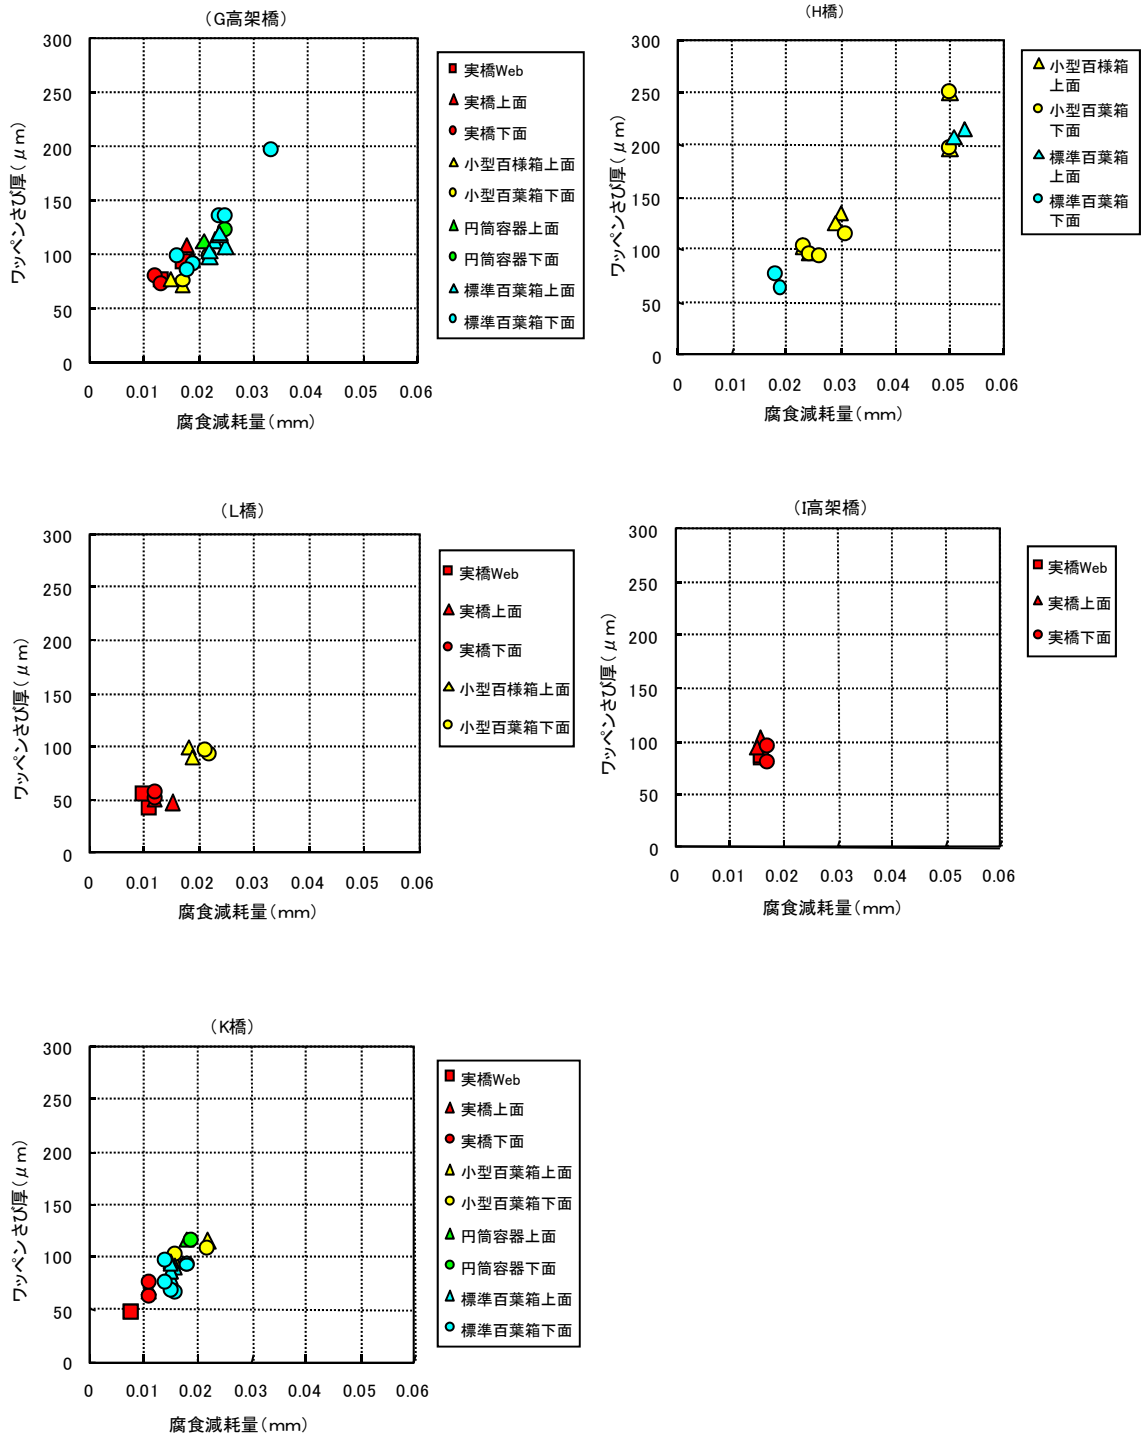 （G高架橋）
ワッペンさび厚（μm）
300
250
200
150
100
50
0
0 0.01 0.02 0.03 0.04 0.05 0.06
腐食減耗量（mm）
実橋Web
実橋上面
実橋下面
小型百様箱上面
小型百葉箱下面
円筒容器上面
円筒容器下面
標準百葉箱上面
標準百葉箱下面
（H橋）
ワッペンさび厚（μm）
300
250
200
150
100
50
0
0 0.01 0.02 0.03 0.04 0.05 0.06
腐食減耗量（mm）
小型百様箱
上面
小型百葉箱
下面
標準百葉箱
上面
標準百葉箱
下面
（L橋）
ワッペンさび厚（μm）
300
250
200
150
100
50
0
0 0.01 0.02 0.03 0.04 0.05 0.06
腐食減耗量（mm）
実橋Web
実橋上面
実橋下面
小型百様箱上面
小型百葉箱下面
（I高架橋）
ワッペンさび厚（μm）
300
250
200
150
100
50
0
0 0.01 0.02 0.03 0.04 0.05 0.06
腐食減耗量（mm）
実橋Web
実橋上面
実橋下面
（K橋）
ワッペンさび厚（μm）
300
250
200
150
100
50
0
0 0.01 0.02 0.03 0.04 0.05 0.06
腐食減耗量（mm）
実橋Web
実橋上面
実橋下面
小型百葉箱上面
小型百葉箱下面
円筒容器上面
円筒容器下面
標準百葉箱上面
標準百葉箱下面